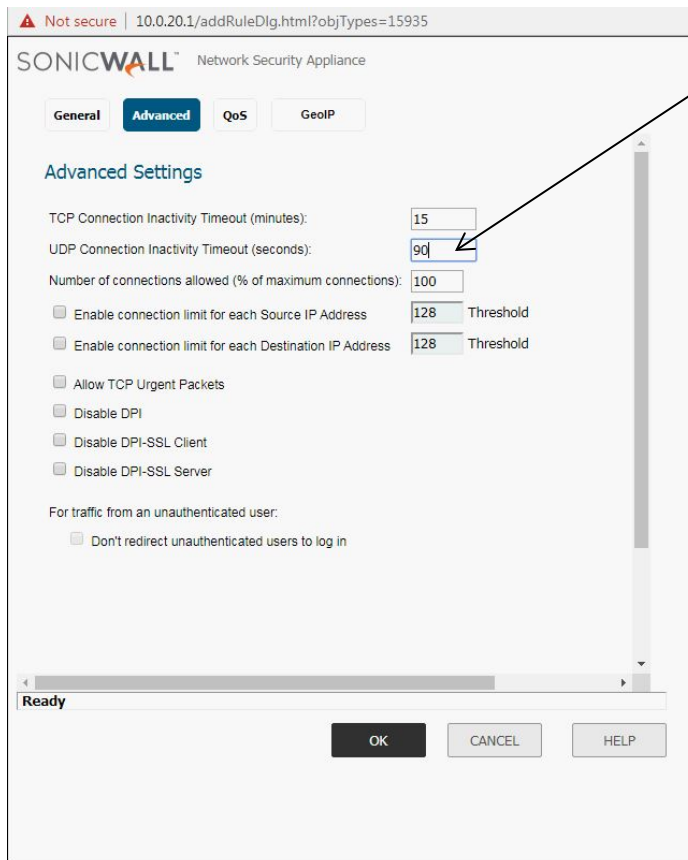 Not secure | 10.0.20.1/addRuleDlg.html?objTypes=15935
SONICWALL™ Network Security Appliance
General Advanced QoS GeoIP
Advanced Settings
TCP Connection Inactivity Timeout (minutes): 15
UDP Connection Inactivity Timeout (seconds): 90
Number of connections allowed (% of maximum connections): 100
Enable connection limit for each Source IP Address 128 Threshold
Enable connection limit for each Destination IP Address 128 Threshold
Allow TCP Urgent Packets
Disable DPI
Disable DPI-SSL Client
Disable DPI-SSL Server
For traffic from an unauthenticated user:
Don't redirect unauthenticated users to log in
Ready
OK CANCEL HELP